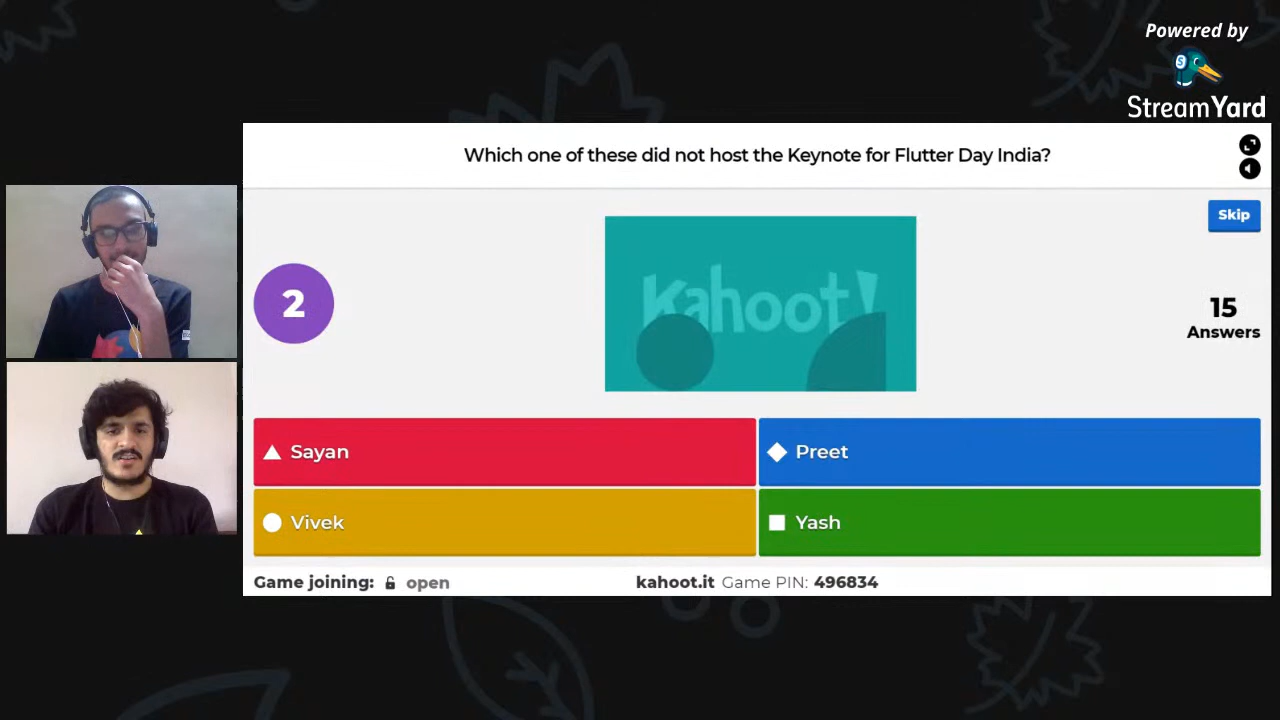 Powered by
StreamYard
Which one of these did not host the Keynote for Flutter Day India?
Skip
Kahoot!
2
15
Answers
Sayan
Preet
Vivek
Yash
Game joining: open
kahoot.it Game PIN: 496834